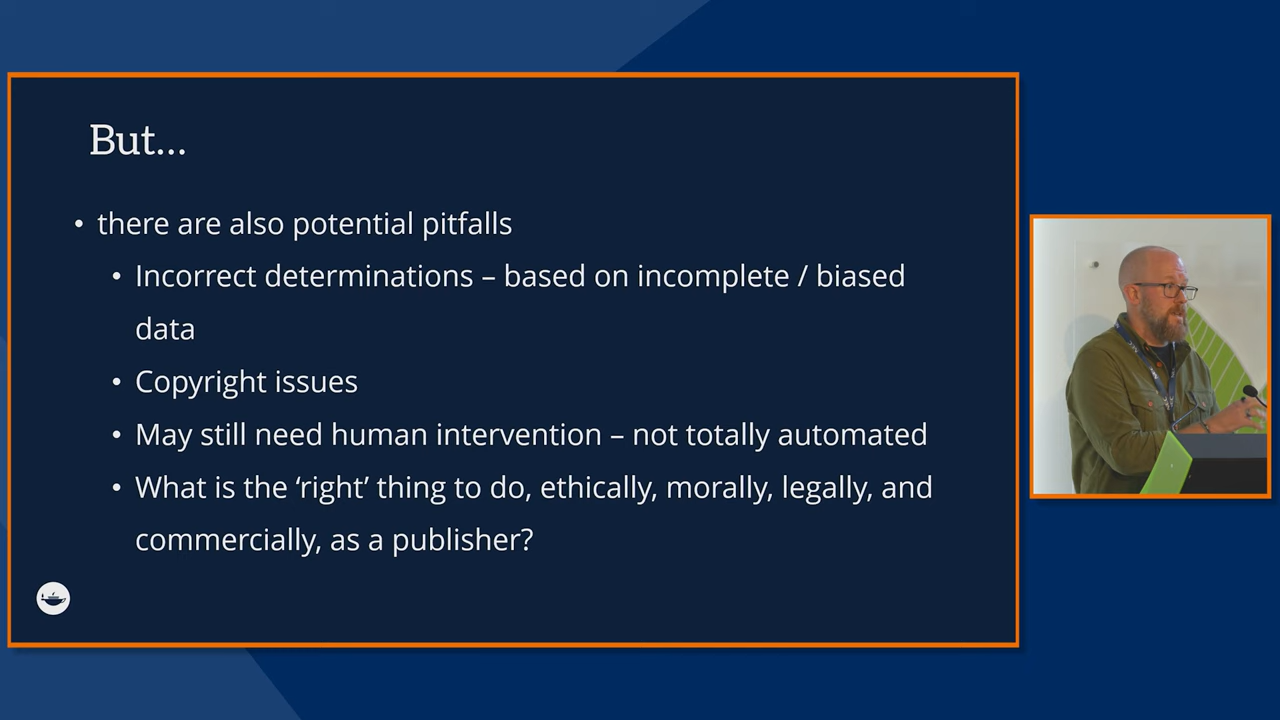 But...
• there are also potential pitfalls
• Incorrect determinations – based on incomplete / biased
data
• Copyright issues
• May still need human intervention – not totally automated
• What is the ‘right’ thing to do, ethically, morally, legally, and
commercially, as a publisher?